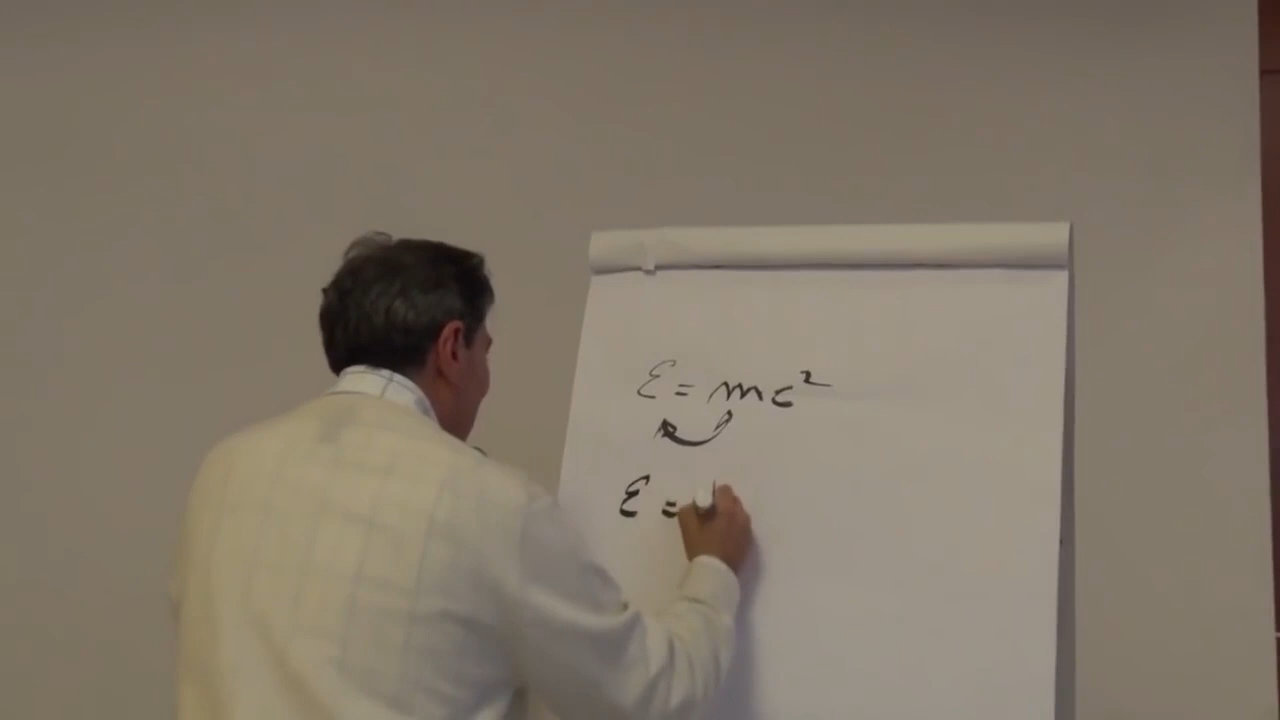 Ɛ = mc²
Ɛ =